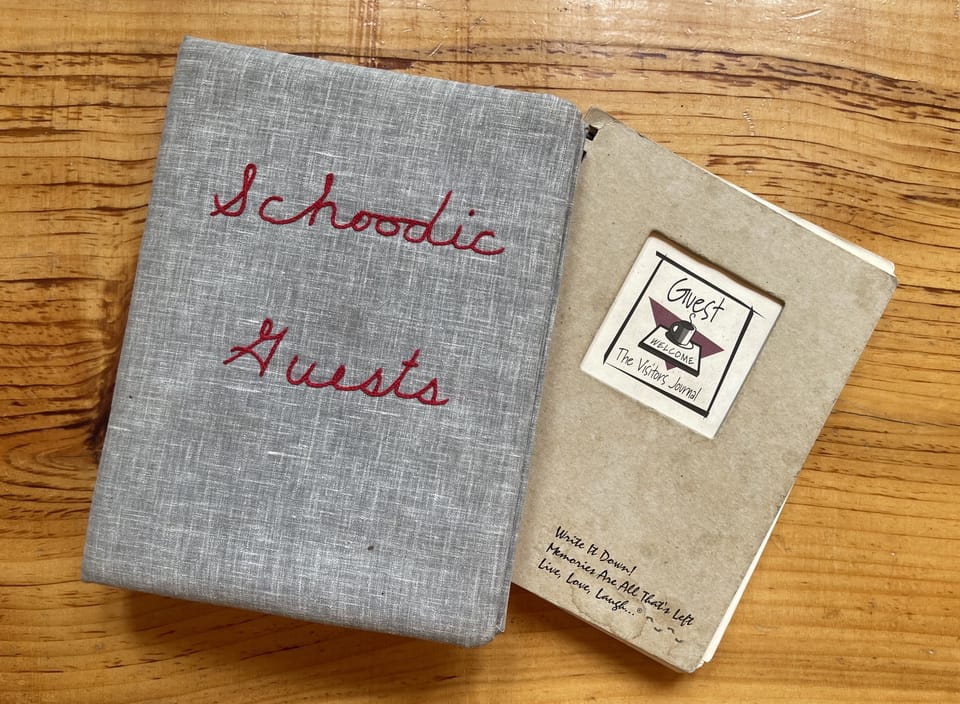 Schoodic
Guests
Guest
WELCOME
The Visitors Journal
Write It Down!
Memories Are All That's Left
Live, Love, Laugh...®